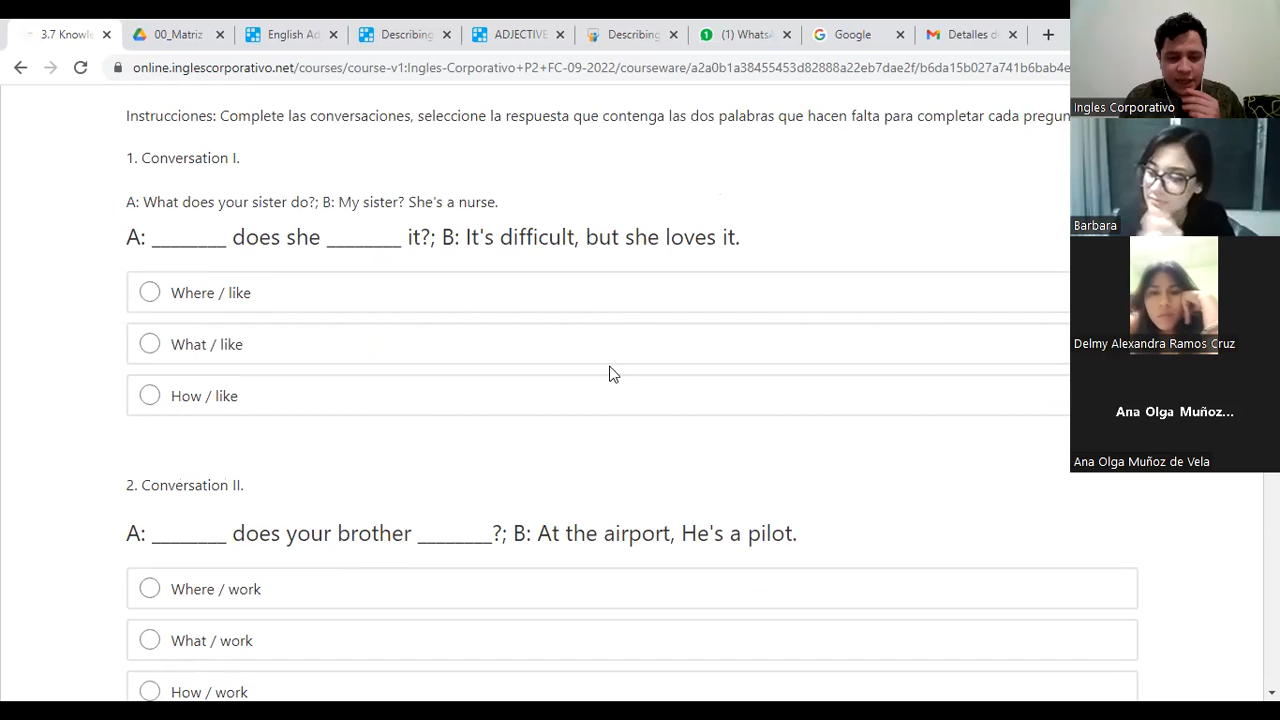 3.7 Knowle
00_Matriz
English Ad
Describing
ADJECTIVE
Describing
(1) WhatsA
Google
Detalles d
online.inglescorporativo.net/courses/course-v1:Ingles-Corporativo+P2+FC-09-2022/courseware/a2a0b1a38455453d82888a22eb7dae2f/b6da15b027a741b6bab4e
Instrucciones: Complete las conversaciones, seleccione la respuesta que contenga las dos palabras que hacen falta para completar cada pregun
1. Conversation I.
A: What does your sister do?; B: My sister? She's a nurse.
A: ________ does she ________ it?; B: It's difficult, but she loves it.
Where / like
What / like
How / like
2. Conversation II.
A: ________ does your brother ________?; B: At the airport, He's a pilot.
Where / work
What / work
How / work
Ingles Corporativo
Barbara
Delmy Alexandra Ramos Cruz
Ana Olga Muñoz...
Ana Olga Muñoz de Vela